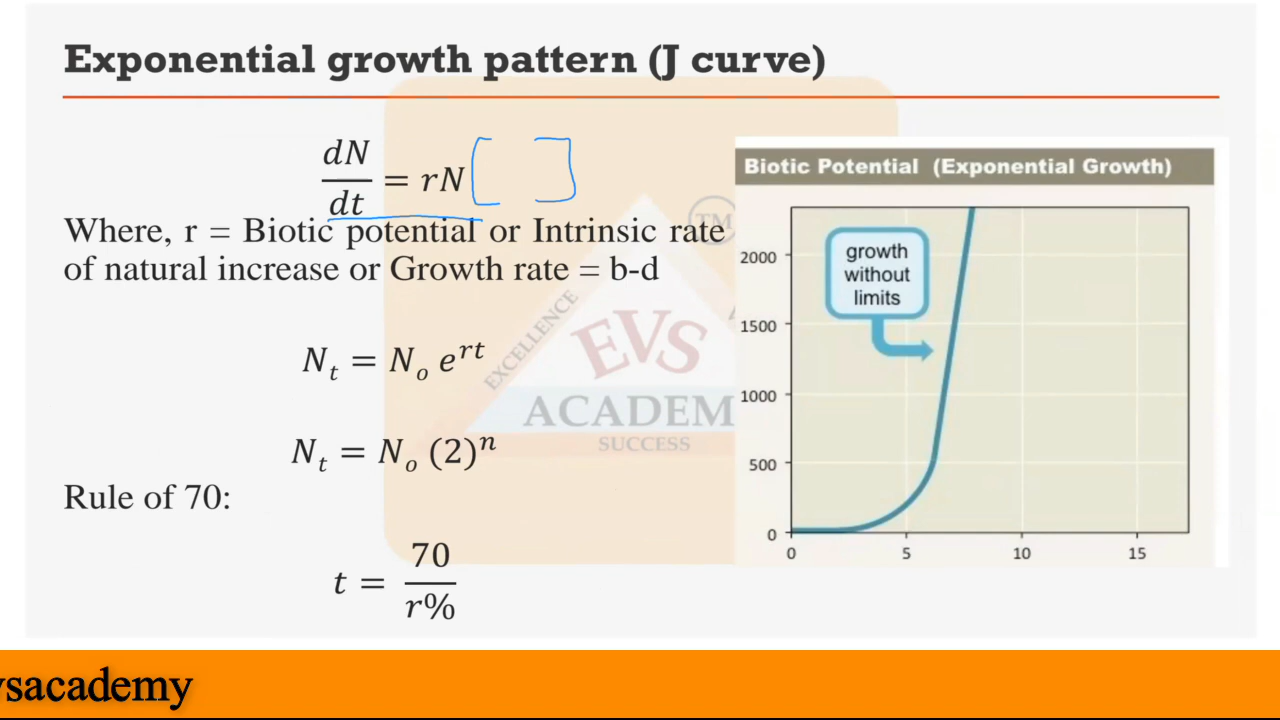 Exponential growth pattern (J curve)
dN/dt = rN [ ]
Where, r = Biotic potential or Intrinsic rate
of natural increase or Growth rate = b-d
N_t = N_o e^{rt}
N_t = N_o (2)^n
Rule of 70:
t = 70/r%
Biotic Potential (Exponential Growth)
growth
without
limits
2000
1500
1000
500
0
0 5 10 15
TM
EXCELLENCE
EVS
ACADEM
SUCCESS
sacademy